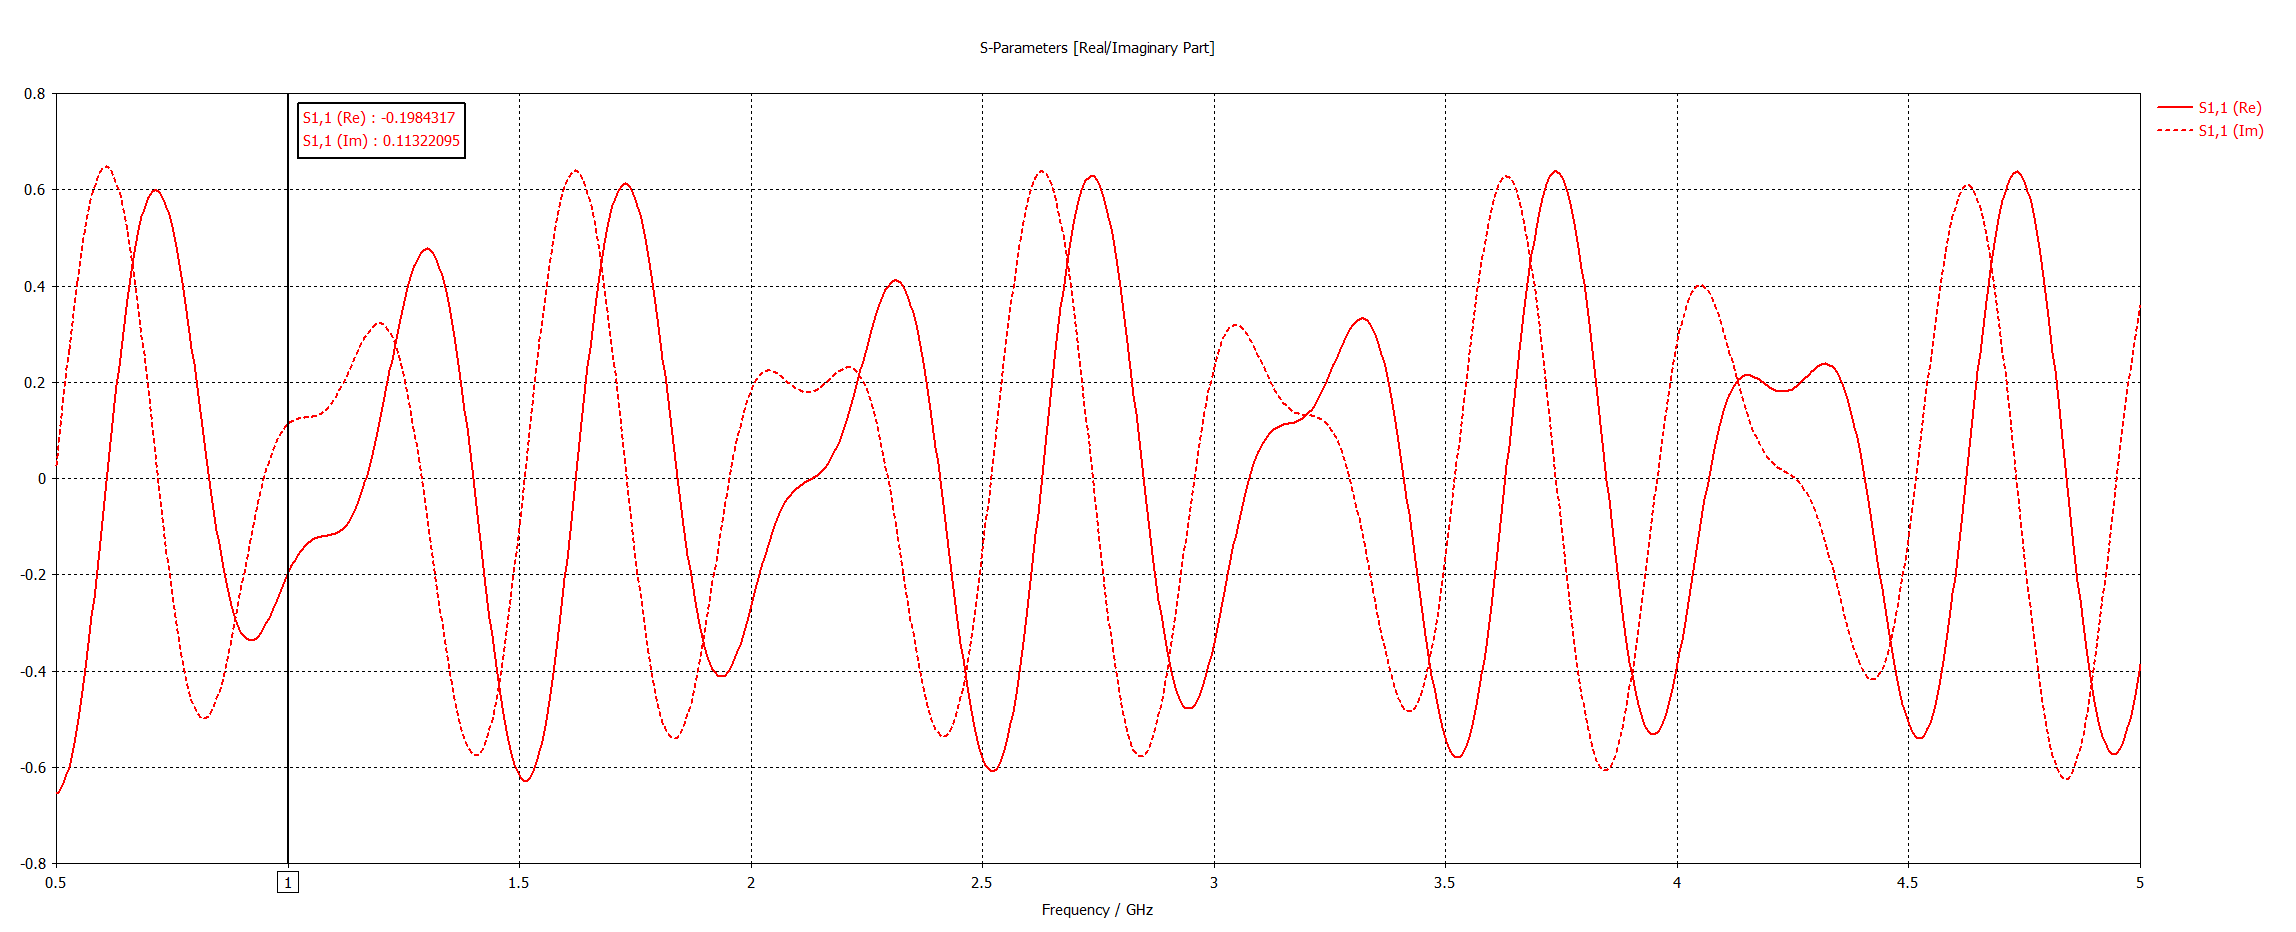 S-Parameters [Real/Imaginary Part]
0.8
0.6
0.4
0.2
0
-0.2
-0.4
-0.6
-0.8
S1,1 (Re) : -0.1984317
S1,1 (Im) : 0.11322095
S1,1 (Re)
S1,1 (Im)
0.5 1 1.5 2 2.5 3 3.5 4 4.5 5
Frequency / GHz